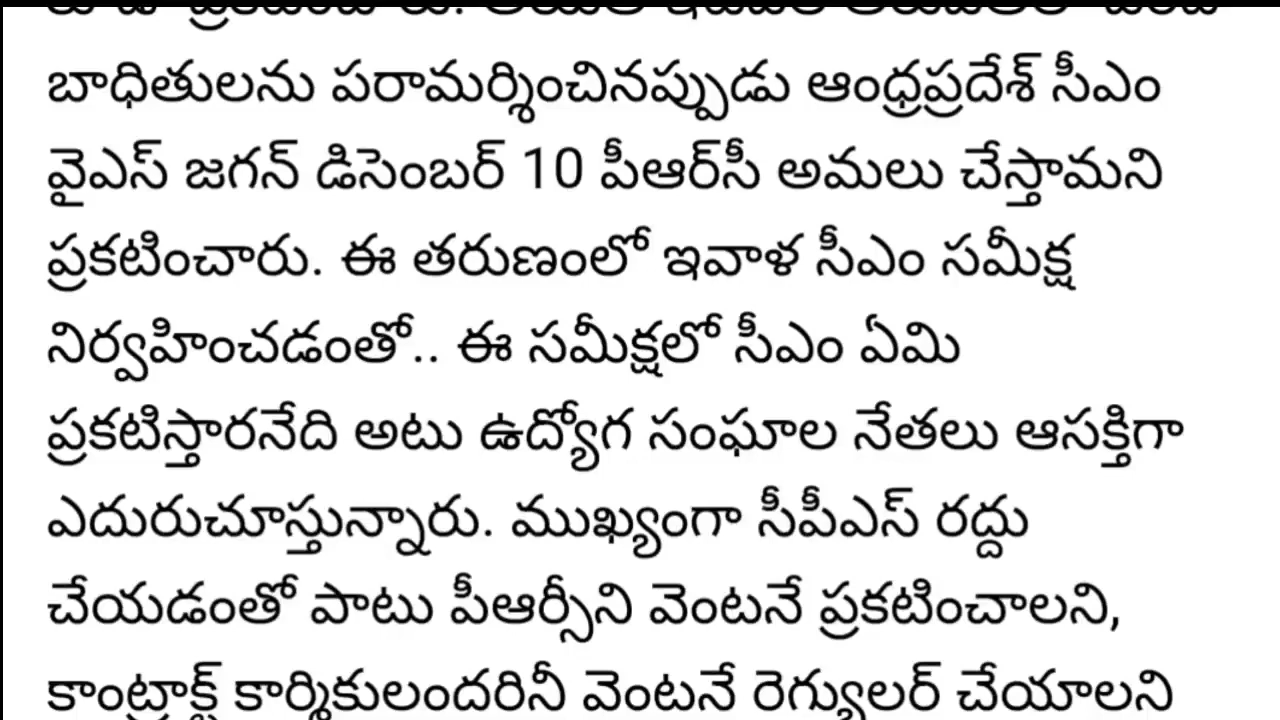 బాధితులను పరామర్శించినప్పుడు ఆంధ్రప్రదేశ్ సీఎం
వైఎస్ జగన్ డిసెంబర్ 10 పీఆర్‌సీ అమలు చేస్తామని
ప్రకటించారు. ఈ తరుణంలో ఇవాళ సీఎం సమీక్ష
నిర్వహించడంతో.. ఈ సమీక్షలో సీఎం ఏమి
ప్రకటిస్తారనేది అటు ఉద్యోగ సంఘాల నేతలు ఆసక్తిగా
ఎదురుచూస్తున్నారు. ముఖ్యంగా సీపీఎస్ రద్దు
చేయడంతో పాటు పీఆర్సీని వెంటనే ప్రకటించాలని,
కాంట్రాక్ట్ కార్మికులందరినీ వెంటనే రెగ్యులర్ చేయాలని